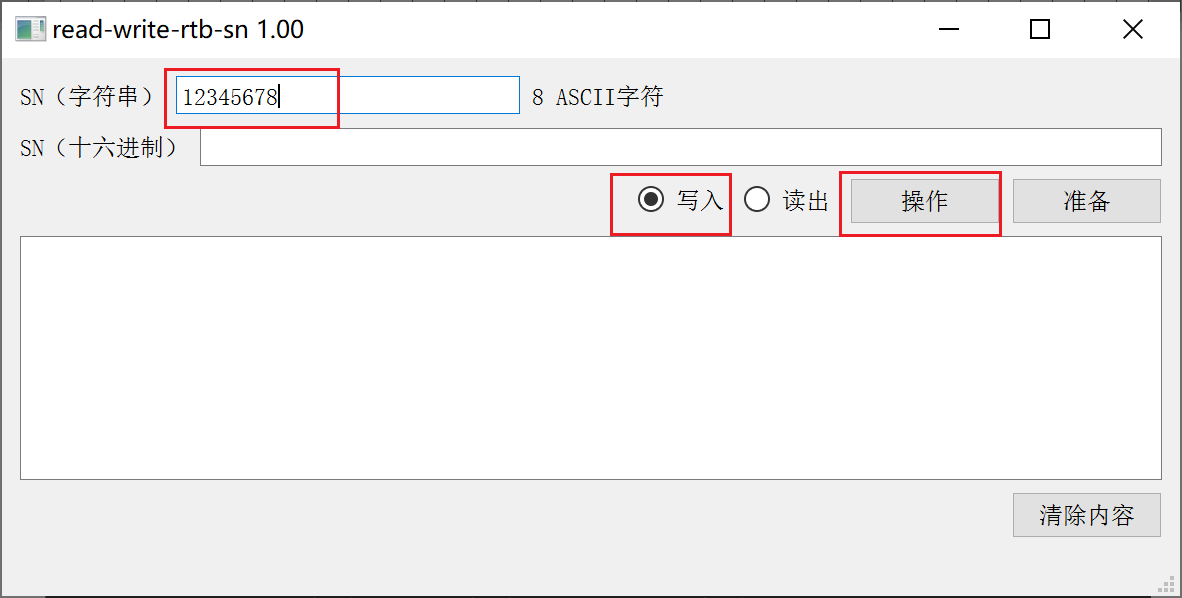 read-write-rtb-sn 1.00
SN（字符串） 12345678 8 ASCII字符
SN（十六进制）
写入 读出 操作 准备
清除内容